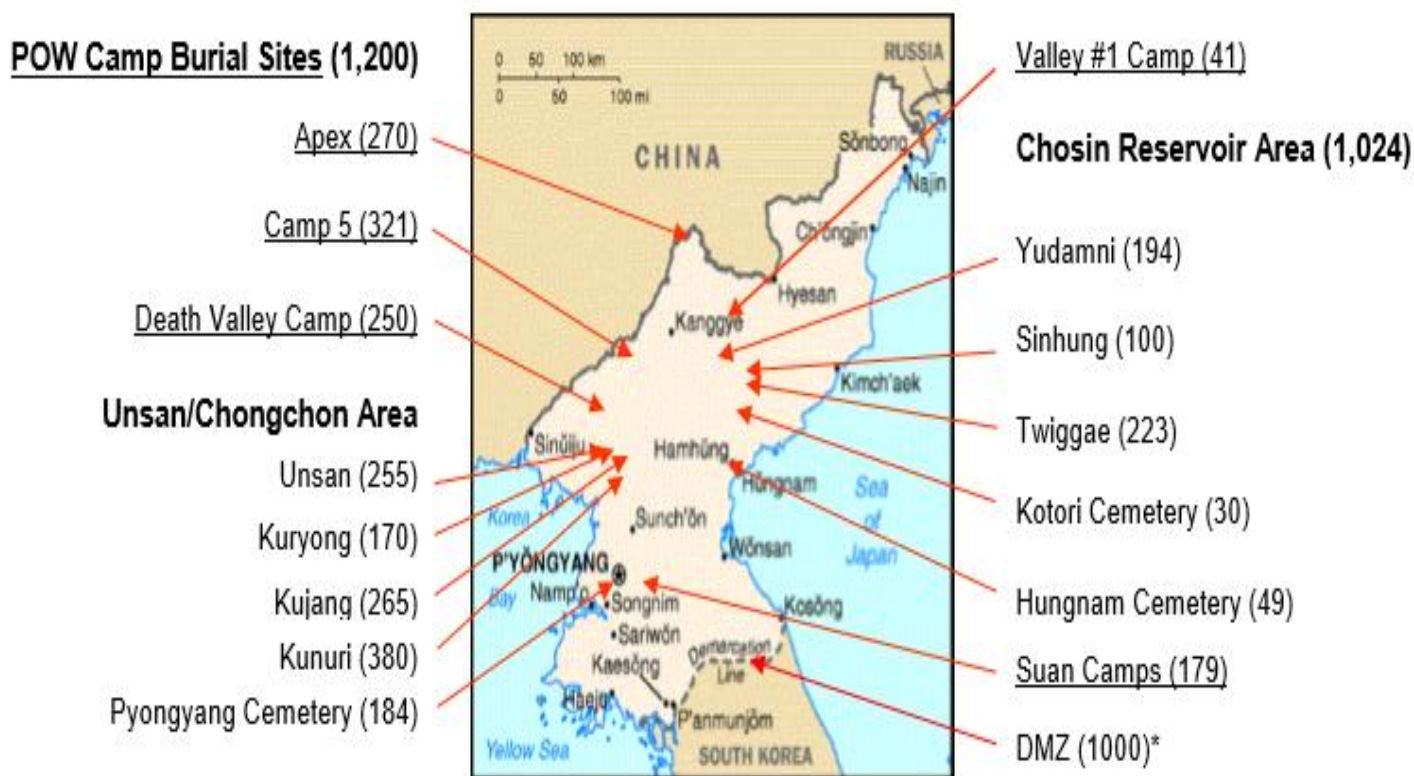 POW Camp Burial Sites (1,200)
Apex (270)
Camp 5 (321)
Death Valley Camp (250)
Unsan/Chongchon Area
Unsan (255)
Kuryong (170)
Kujang (265)
Kunuri (380)
Pyongyang Cemetery (184)
0 50 100 km
0 50 100 mi
RUSSIA
CHINA
Sŏnbong
Najin
Ch'ŏngjin
Hyesan
Kanggye
Kimch'aek
Sinŭiju
Hamhŭng
Hŭngnam
Sea
of
Japan
Korea
Bay
Sunch'ŏn
P'YŎNGYANG
Wŏnsan
Namp'o
Songnim
Kosŏng
Sariwŏn
Demarcation
Line
Kaesŏng
Haeju
P'anmunjŏm
Yellow Sea
SOUTH KOREA
Valley #1 Camp (41)
Chosin Reservoir Area (1,024)
Yudamni (194)
Sinhung (100)
Twiggae (223)
Kotori Cemetery (30)
Hungnam Cemetery (49)
Suan Camps (179)
DMZ (1000)*